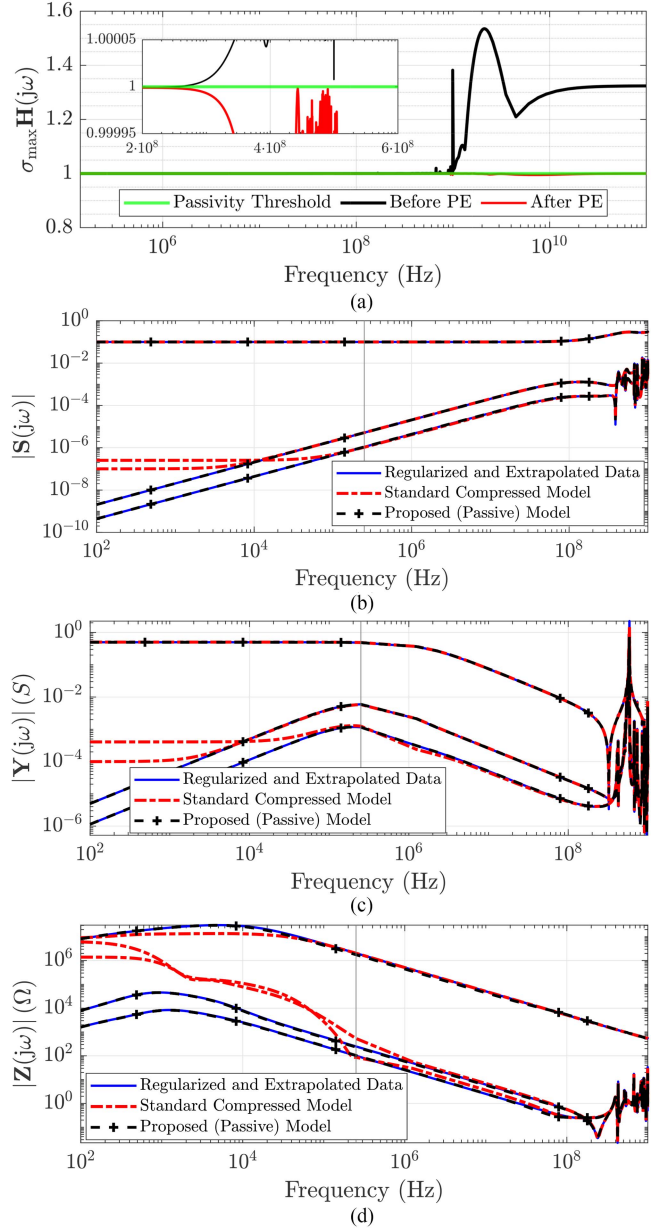 1.6
1.4
1.2
1
0.8
σmax H(jω)
1.00005
1
0.99995
2·10^8
4·10^8
6·10^8
Passivity Threshold
Before PE
After PE
10^6
10^8
10^10
Frequency (Hz)
(a)
10^0
10^-2
10^-4
10^-6
10^-8
10^-10
|S(jω)|
Regularized and Extrapolated Data
Standard Compressed Model
Proposed (Passive) Model
10^2
10^4
10^6
10^8
Frequency (Hz)
(b)
10^0
10^-2
10^-4
10^-6
|Y(jω)| (S)
Regularized and Extrapolated Data
Standard Compressed Model
Proposed (Passive) Model
10^2
10^4
10^6
10^8
Frequency (Hz)
(c)
10^6
10^4
10^2
10^0
|Z(jω)| (Ω)
Regularized and Extrapolated Data
Standard Compressed Model
Proposed (Passive) Model
10^2
10^4
10^6
10^8
Frequency (Hz)
(d)